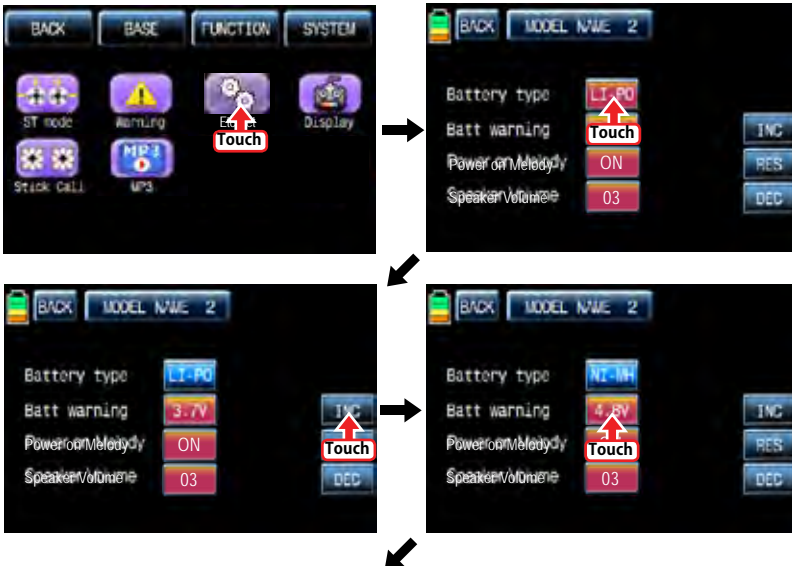 BACK BASE FUNCTION SYSTEM
ST mode Warning Display
Touch
Stick Cali MP3 MP3
BACK MODEL NAME 2
Battery type LI-PO
Touch
Batt warning INC
Power on Melody ON RES
Speaker Volume 03 DEC
BACK MODEL NAME 2
Battery type LI-PO
Batt warning 3.7V INC
Touch
Power on Melody ON
Speaker Volume 03 DEC
BACK MODEL NAME 2
Battery type NI-MH
Batt warning 4.8V INC
Touch
Power on Melody RES
Speaker Volume 03 DEC